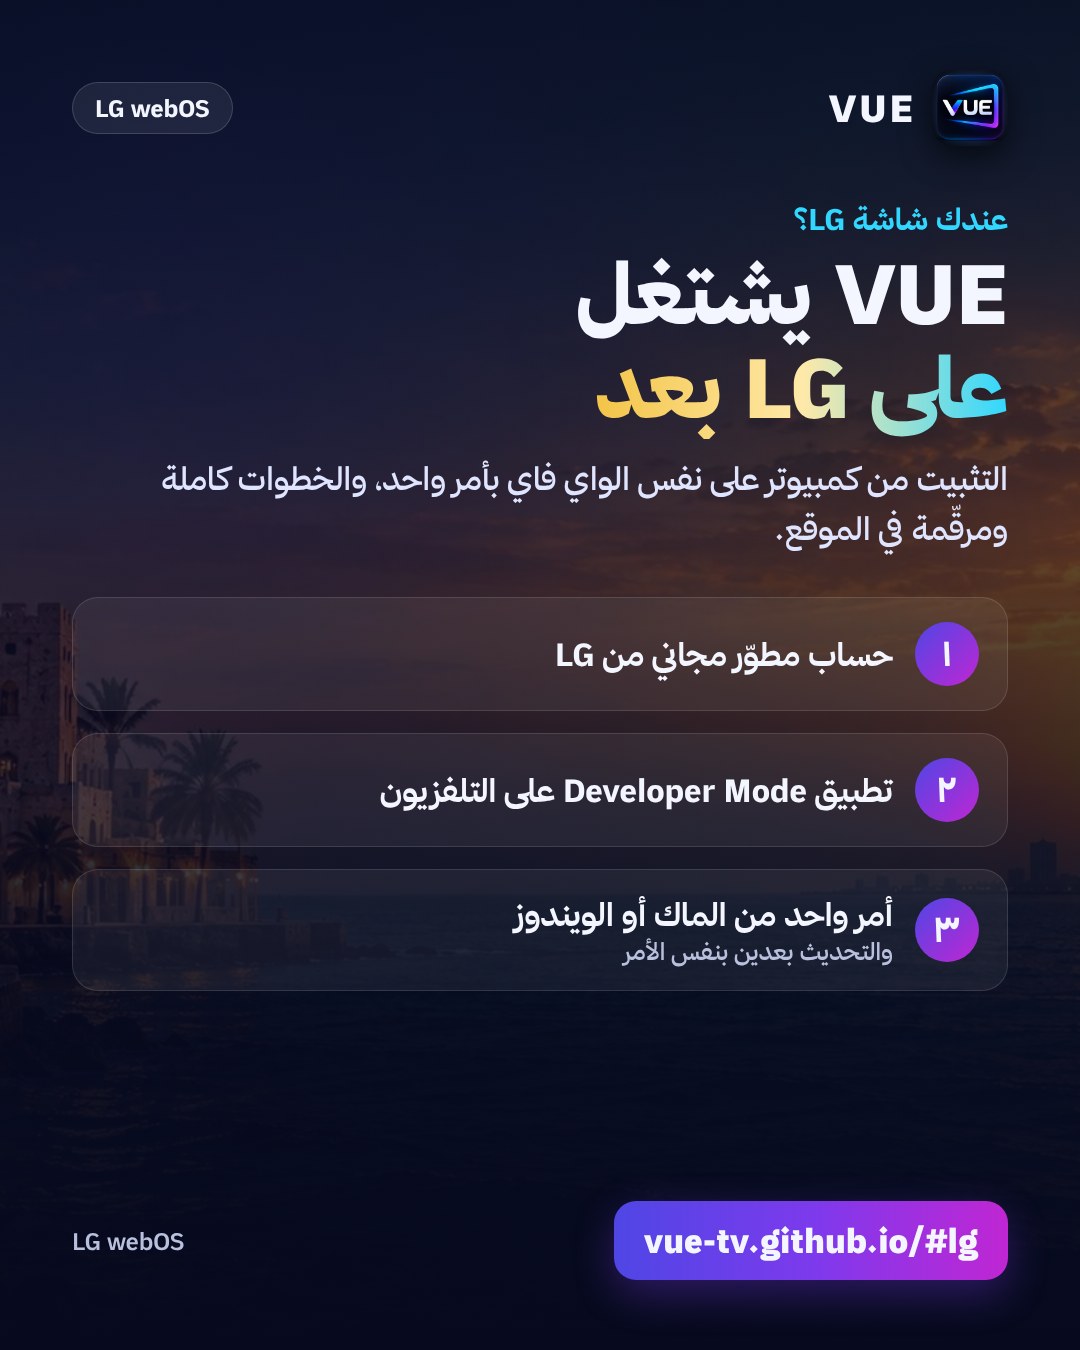 VUE
VUE
LG webOS
عندك شاشة LG؟
VUE يشتغل
على LG بعد
التثبيت من كمبيوتر على نفس الواي فاي بأمر واحد، والخطوات كاملة
ومرقّمة في الموقع.
١
حساب مطوّر مجاني من LG
٢
تطبيق Developer Mode على التلفزيون
٣
أمر واحد من الماك أو الويندوز
والتحديث بعدين بنفس الأمر
vue-tv.github.io/#lg
LG webOS